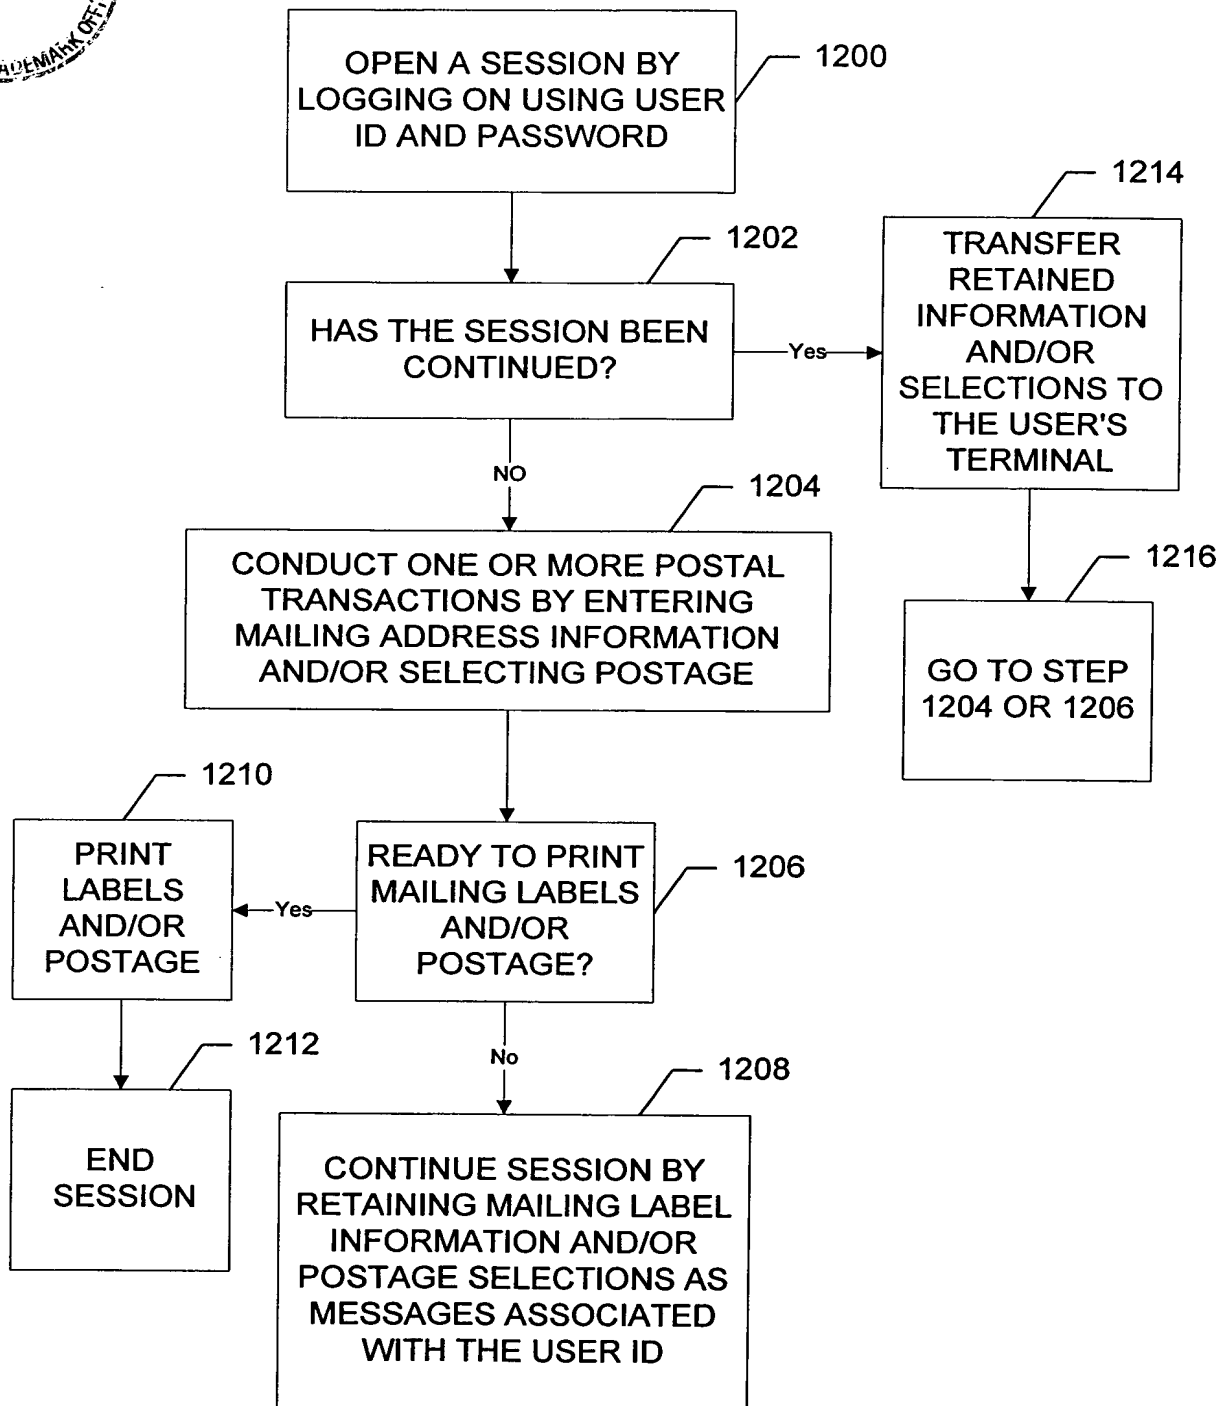 OPEN A SESSION BY
LOGGING ON USING USER
ID AND PASSWORD
1200
HAS THE SESSION BEEN
CONTINUED?
1202
Yes
TRANSFER
RETAINED
INFORMATION
AND/OR
SELECTIONS TO
THE USER'S
TERMINAL
1214
NO
CONDUCT ONE OR MORE POSTAL
TRANSACTIONS BY ENTERING
MAILING ADDRESS INFORMATION
AND/OR SELECTING POSTAGE
1204
GO TO STEP
1204 OR 1206
1216
READY TO PRINT
MAILING LABELS
AND/OR
POSTAGE?
1206
Yes
PRINT
LABELS
AND/OR
POSTAGE
1210
END
SESSION
1212
No
CONTINUE SESSION BY
RETAINING MAILING LABEL
INFORMATION AND/OR
POSTAGE SELECTIONS AS
MESSAGES ASSOCIATED
WITH THE USER ID
1208